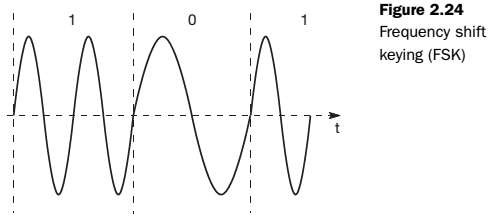 1 0 1
t
Figure 2.24
Frequency shift
keying (FSK)